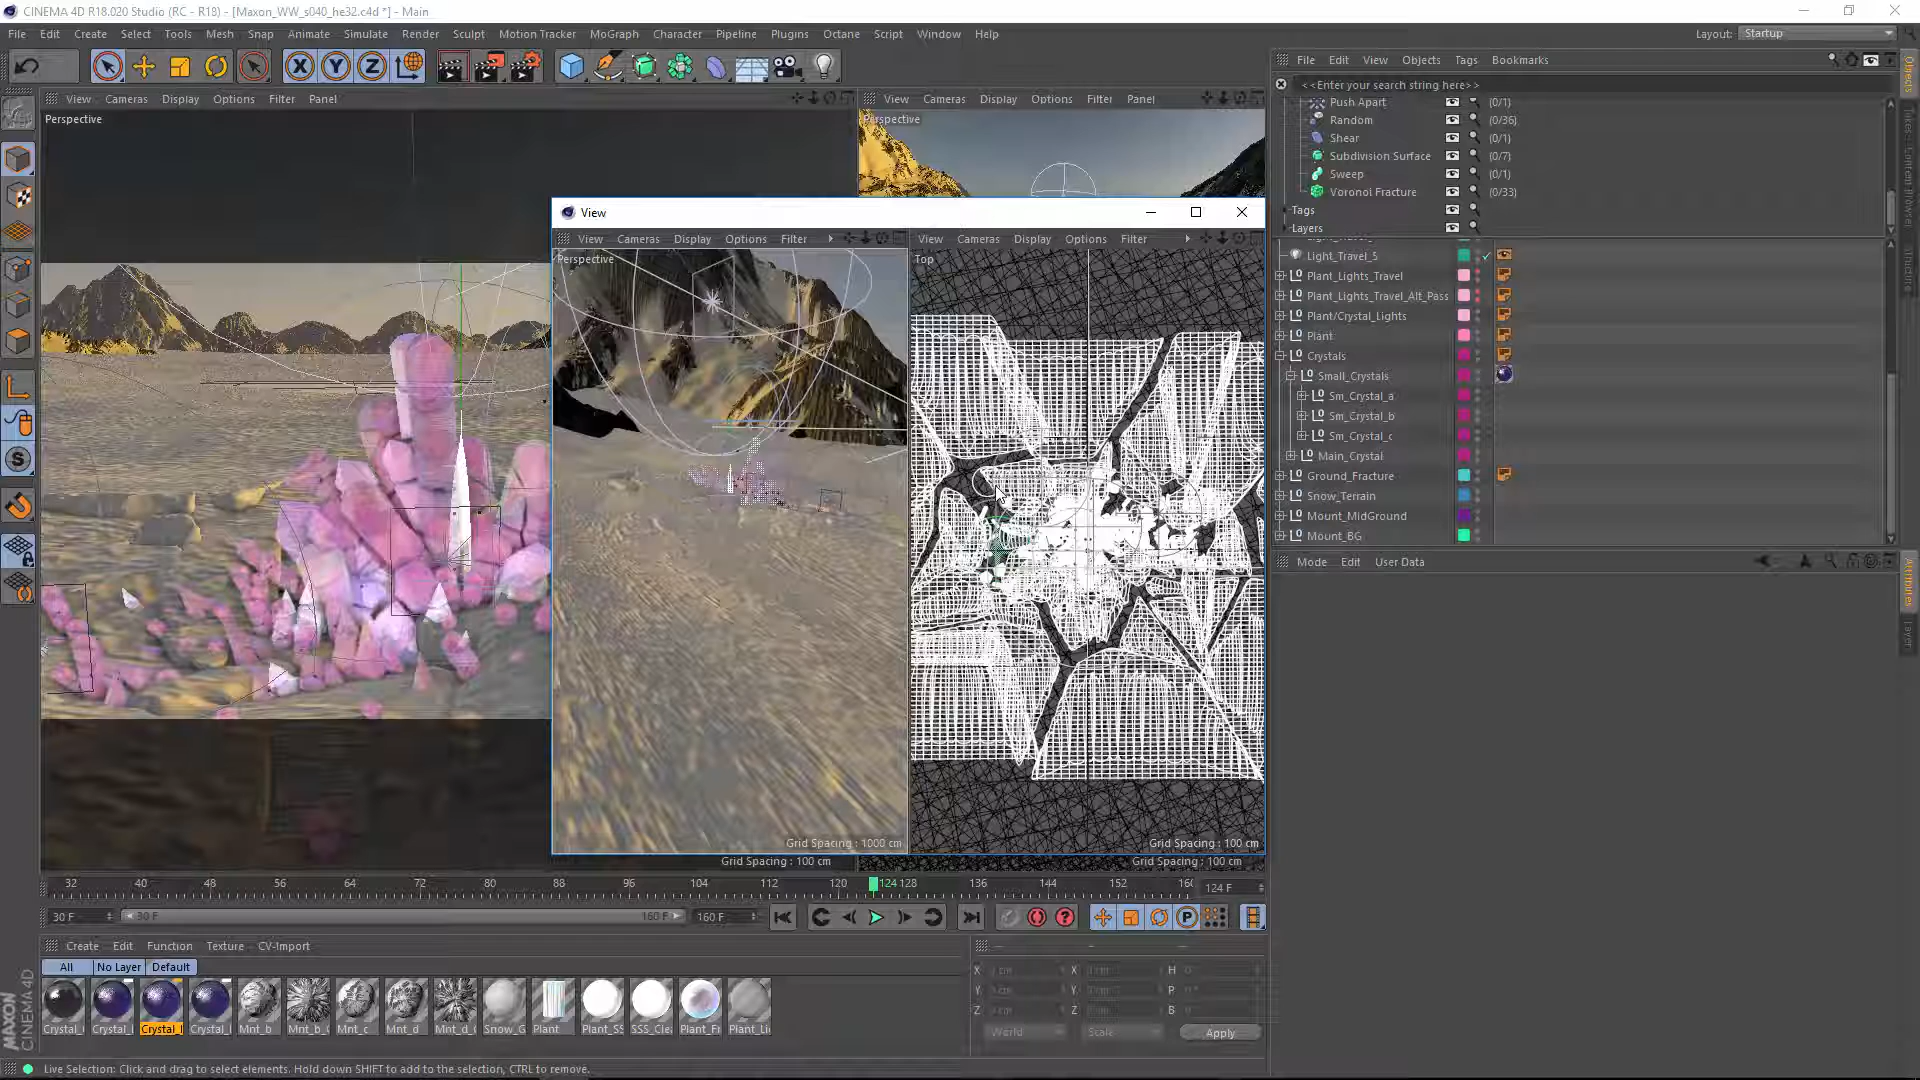 CINEMA 4D R18.020 Studio (RC - R18) - [Maxon_WW_s040_he32.c4d *] - Main
File Edit Create Select Tools Mesh Snap Animate Simulate Render Sculpt Motion Tracker MoGraph Character Pipeline Plugins Octane Script Window Help
Layout: Startup
File Edit View Objects Tags Bookmarks
<<Enter your search string here>>
View Cameras Display Options Filter Panel
View Cameras Display Options Filter Panel
Perspective
Perspective
Push Apart (0/1)
Random (0/36)
Shear (0/1)
Subdivision Surface (0/7)
Sweep (0/1)
Voronoi Fracture (0/33)
Tags
Layers
View
View Cameras Display Options Filter
View Cameras Display Options Filter
Perspective
Top
Light_Travel_S
Plant_Lights_Travel
Plant_Lights_Travel_Alt_Pass
Plant/Crystal_Lights
Plant
Crystals
Small_Crystals
Sm_Crystal_a
Sm_Crystal_b
Sm_Crystal_c
Main_Crystal
Ground_Fracture
Snow_Terrain
Mount_MidGround
Mount_BG
Mode Edit User Data
Objects
Attributes
Grid Spacing : 1000 cm
Grid Spacing : 100 cm
Grid Spacing : 100 cm
Grid Spacing : 100 cm
32 40 48 56 64 72 80 88 96 104 112 120 124 128 136 144 152 160
124 F
30 F
30 F
160 F
160 F
Create Edit Function Texture CV-Import
All No Layer Default
Crystal_ Crystal_I Crystal_I Crystal_I Mnt_b Mnt_b_ Mnt_c Mnt_d Mnt_d_ Snow_G Plant Plant_SS SSS_Cle Plant_Fr Plant_Li
X X H
Y Y P
Z Z B
World Scale Apply
MAXON
CINEMA 4D
Live Selection: Click and drag to select elements. Hold down SHIFT to add to the selection, CTRL to remove.